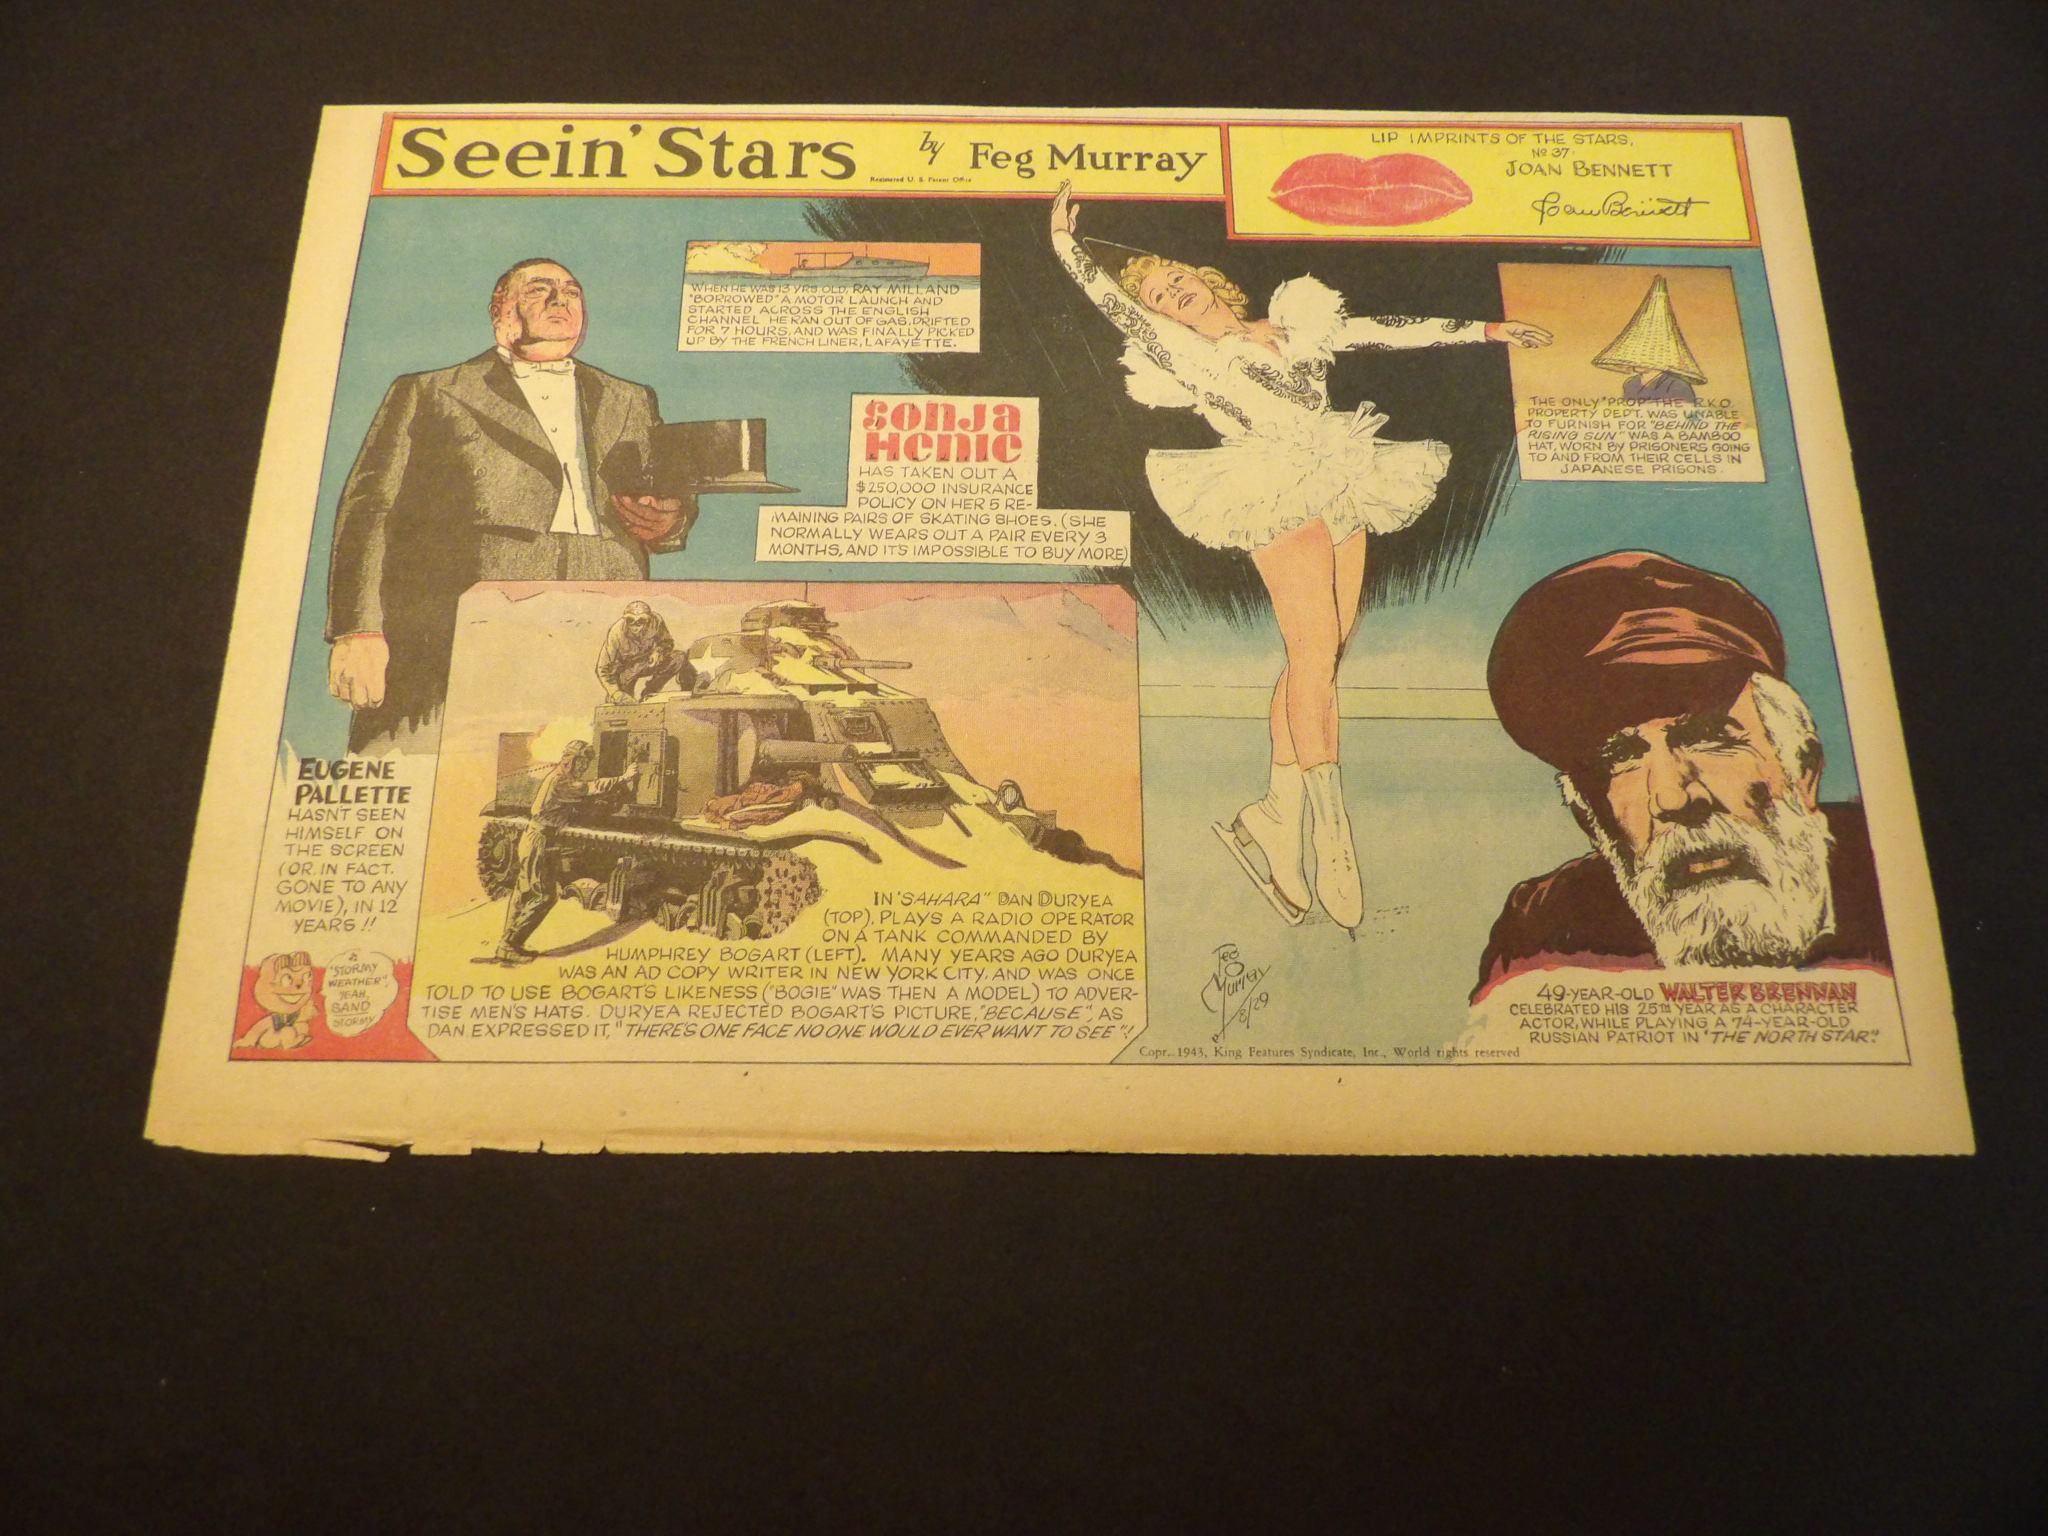 Seein' Stars
by
Feg Murray
Registered U. S. Patent Office
LIP IMPRINTS OF THE STARS,
Nº 37:
JOAN BENNETT
Joan Bennett
WHEN HE WAS 13 YRS OLD, RAY MILLAND
"BORROWED" A MOTOR LAUNCH AND
STARTED ACROSS THE ENGLISH
CHANNEL. HE RAN OUT OF GAS, DRIFTED
FOR 7 HOURS, AND WAS FINALLY PICKED
UP BY THE FRENCH LINER, LAFAYETTE.
SONJA
HENIE
HAS TAKEN OUT A
$250,000 INSURANCE
POLICY ON HER 5 RE-
MAINING PAIRS OF SKATING SHOES. (SHE
NORMALLY WEARS OUT A PAIR EVERY 3
MONTHS, AND IT'S IMPOSSIBLE TO BUY MORE)
THE ONLY "PROP" THE R.K.O.
PROPERTY DEP'T. WAS UNABLE
TO FURNISH FOR "BEHIND THE
RISING SUN" WAS A BAMBOO
HAT, WORN BY PRISONERS GOING
TO AND FROM THEIR CELLS IN
JAPANESE PRISONS.
EUGENE
PALLETTE
HASN'T SEEN
HIMSELF ON
THE SCREEN
(OR, IN FACT,
GONE TO ANY
MOVIE), IN 12
YEARS!!
"STORMY
WEATHER",
YEAH,
SAND
STORMY
IN "SAHARA" DAN DURYEA
(TOP), PLAYS A RADIO OPERATOR
ON A TANK COMMANDED BY
HUMPHREY BOGART (LEFT). MANY YEARS AGO DURYEA
WAS AN AD COPY WRITER IN NEW YORK CITY, AND WAS ONCE
TOLD TO USE BOGART'S LIKENESS ("BOGIE" WAS THEN A MODEL) TO ADVER-
TISE MEN'S HATS. DURYEA REJECTED BOGART'S PICTURE, "BECAUSE", AS
DAN EXPRESSED IT, "THERE'S ONE FACE NO ONE WOULD EVER WANT TO SEE"!
Feg
Murray
8/29
Copr. 1943, King Features Syndicate, Inc., World rights reserved
49-YEAR-OLD WALTER BRENNAN
CELEBRATED HIS 25TH YEAR AS A CHARACTER
ACTOR, WHILE PLAYING A 74-YEAR-OLD
RUSSIAN PATRIOT IN "THE NORTH STAR."